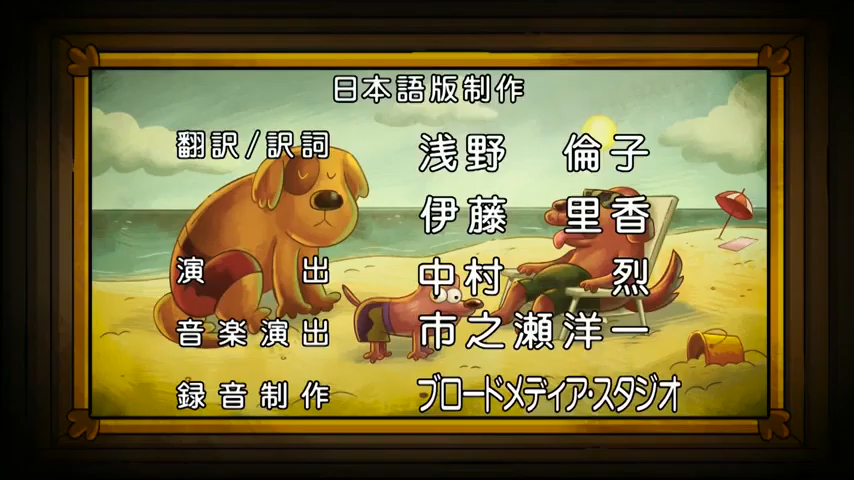 日本語版制作
翻訳/訳詞 浅野 倫子
伊藤 里香
演出 中村 烈
音楽演出 市之瀬洋一
録音制作 ブロードメディア・スタジオ